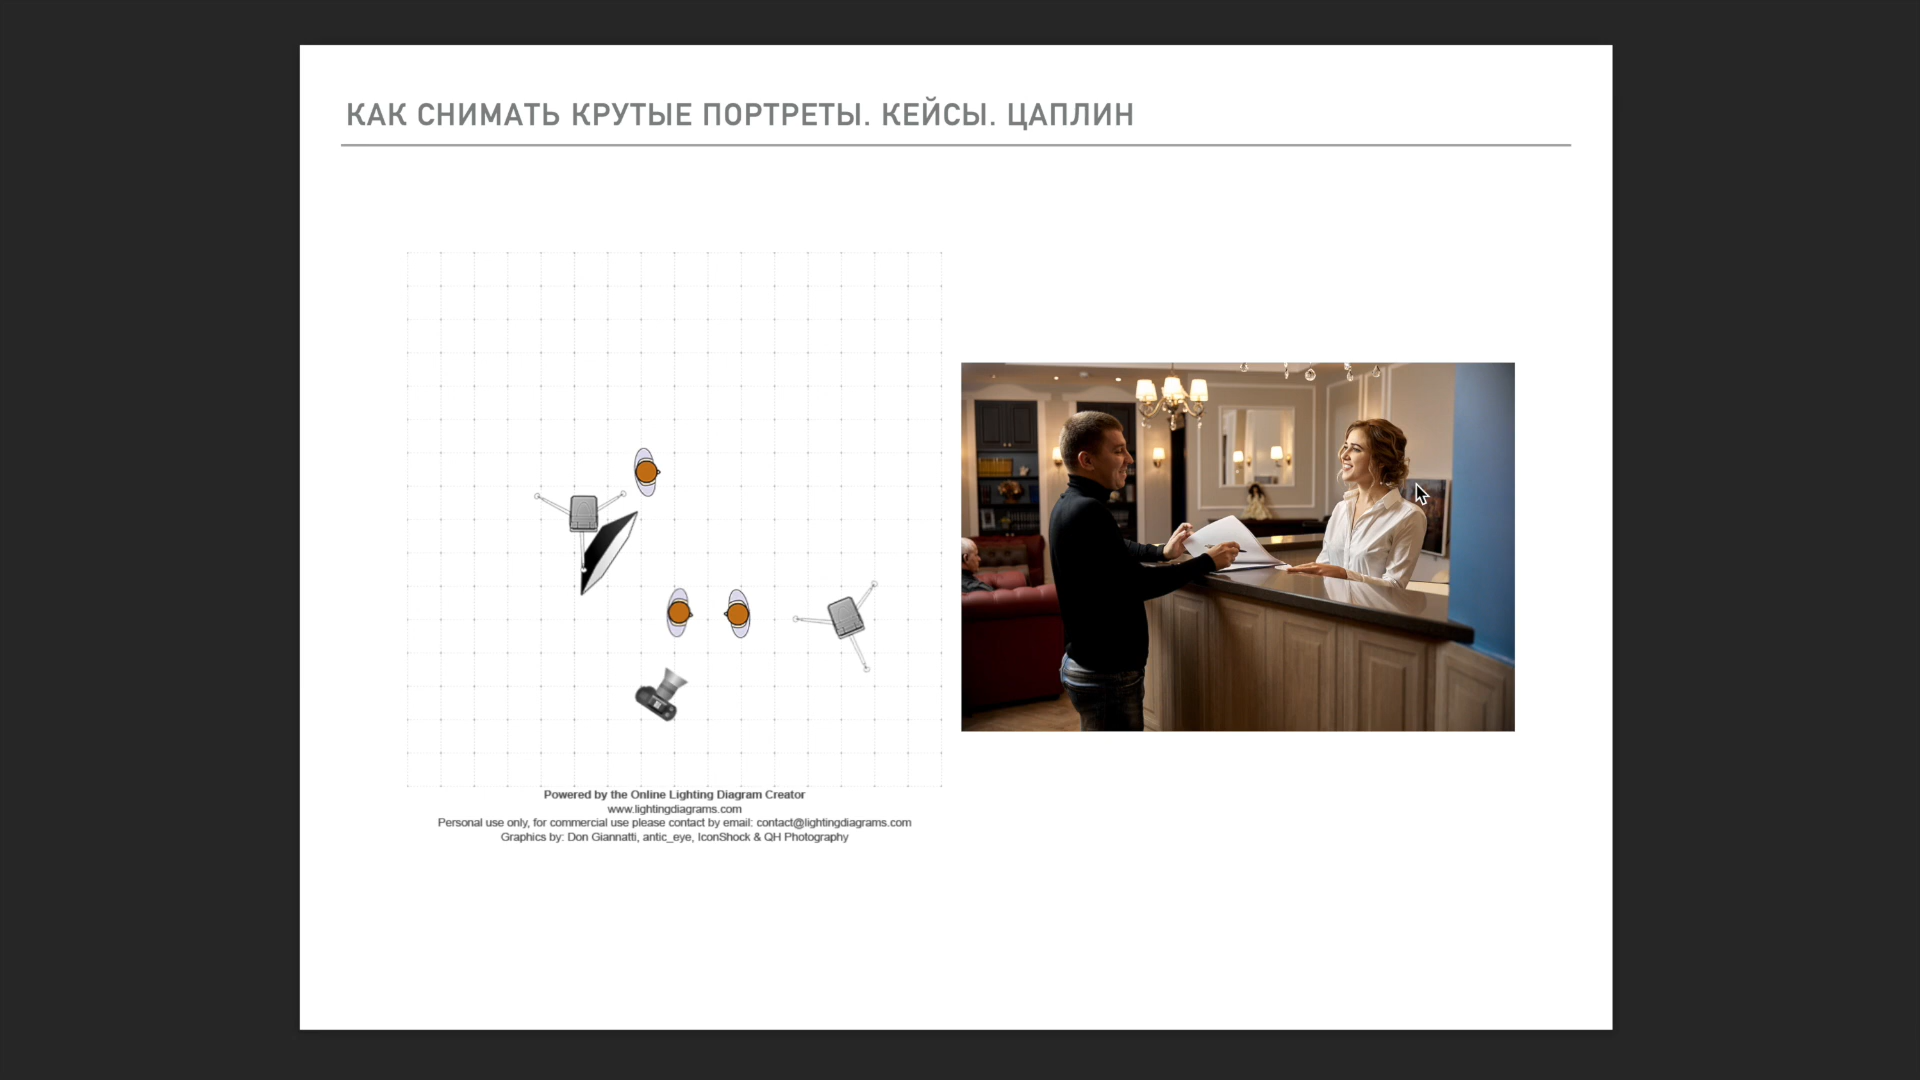 КАК СНИМАТЬ КРУТЫЕ ПОРТРЕТЫ. КЕЙСЫ. ЦАПЛИН
Powered by the Online Lighting Diagram Creator
www.lightingdiagrams.com
Personal use only, for commercial use please contact by email: contact@lightingdiagrams.com
Graphics by: Don Giannatti, antic_eye, IconShock & QH Photography